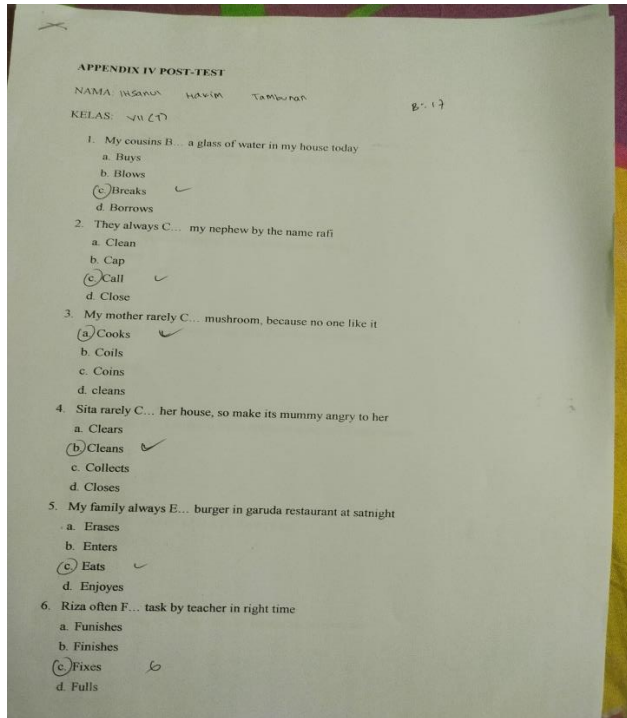 APPENDIX IV POST-TEST
NAMA: Insanul Hakim Tambunan
B = 17
KELAS: VII (1)
1. My cousins B... a glass of water in my house today
a. Buys
b. Blows
c. Breaks
d. Borrows
2. They always C... my nephew by the name rafi
a. Clean
b. Cap
c. Call
d. Close
3. My mother rarely C... mushroom, because no one like it
a. Cooks
b. Coils
c. Coins
d. cleans
4. Sita rarely C... her house, so make its mummy angry to her
a. Clears
b. Cleans
c. Collects
d. Closes
5. My family always E... burger in garuda restaurant at satnight
a. Erases
b. Enters
c. Eats
d. Enjoyes
6. Riza often F... task by teacher in right time
a. Funishes
b. Finishes
c. Fixes
d. Fulls